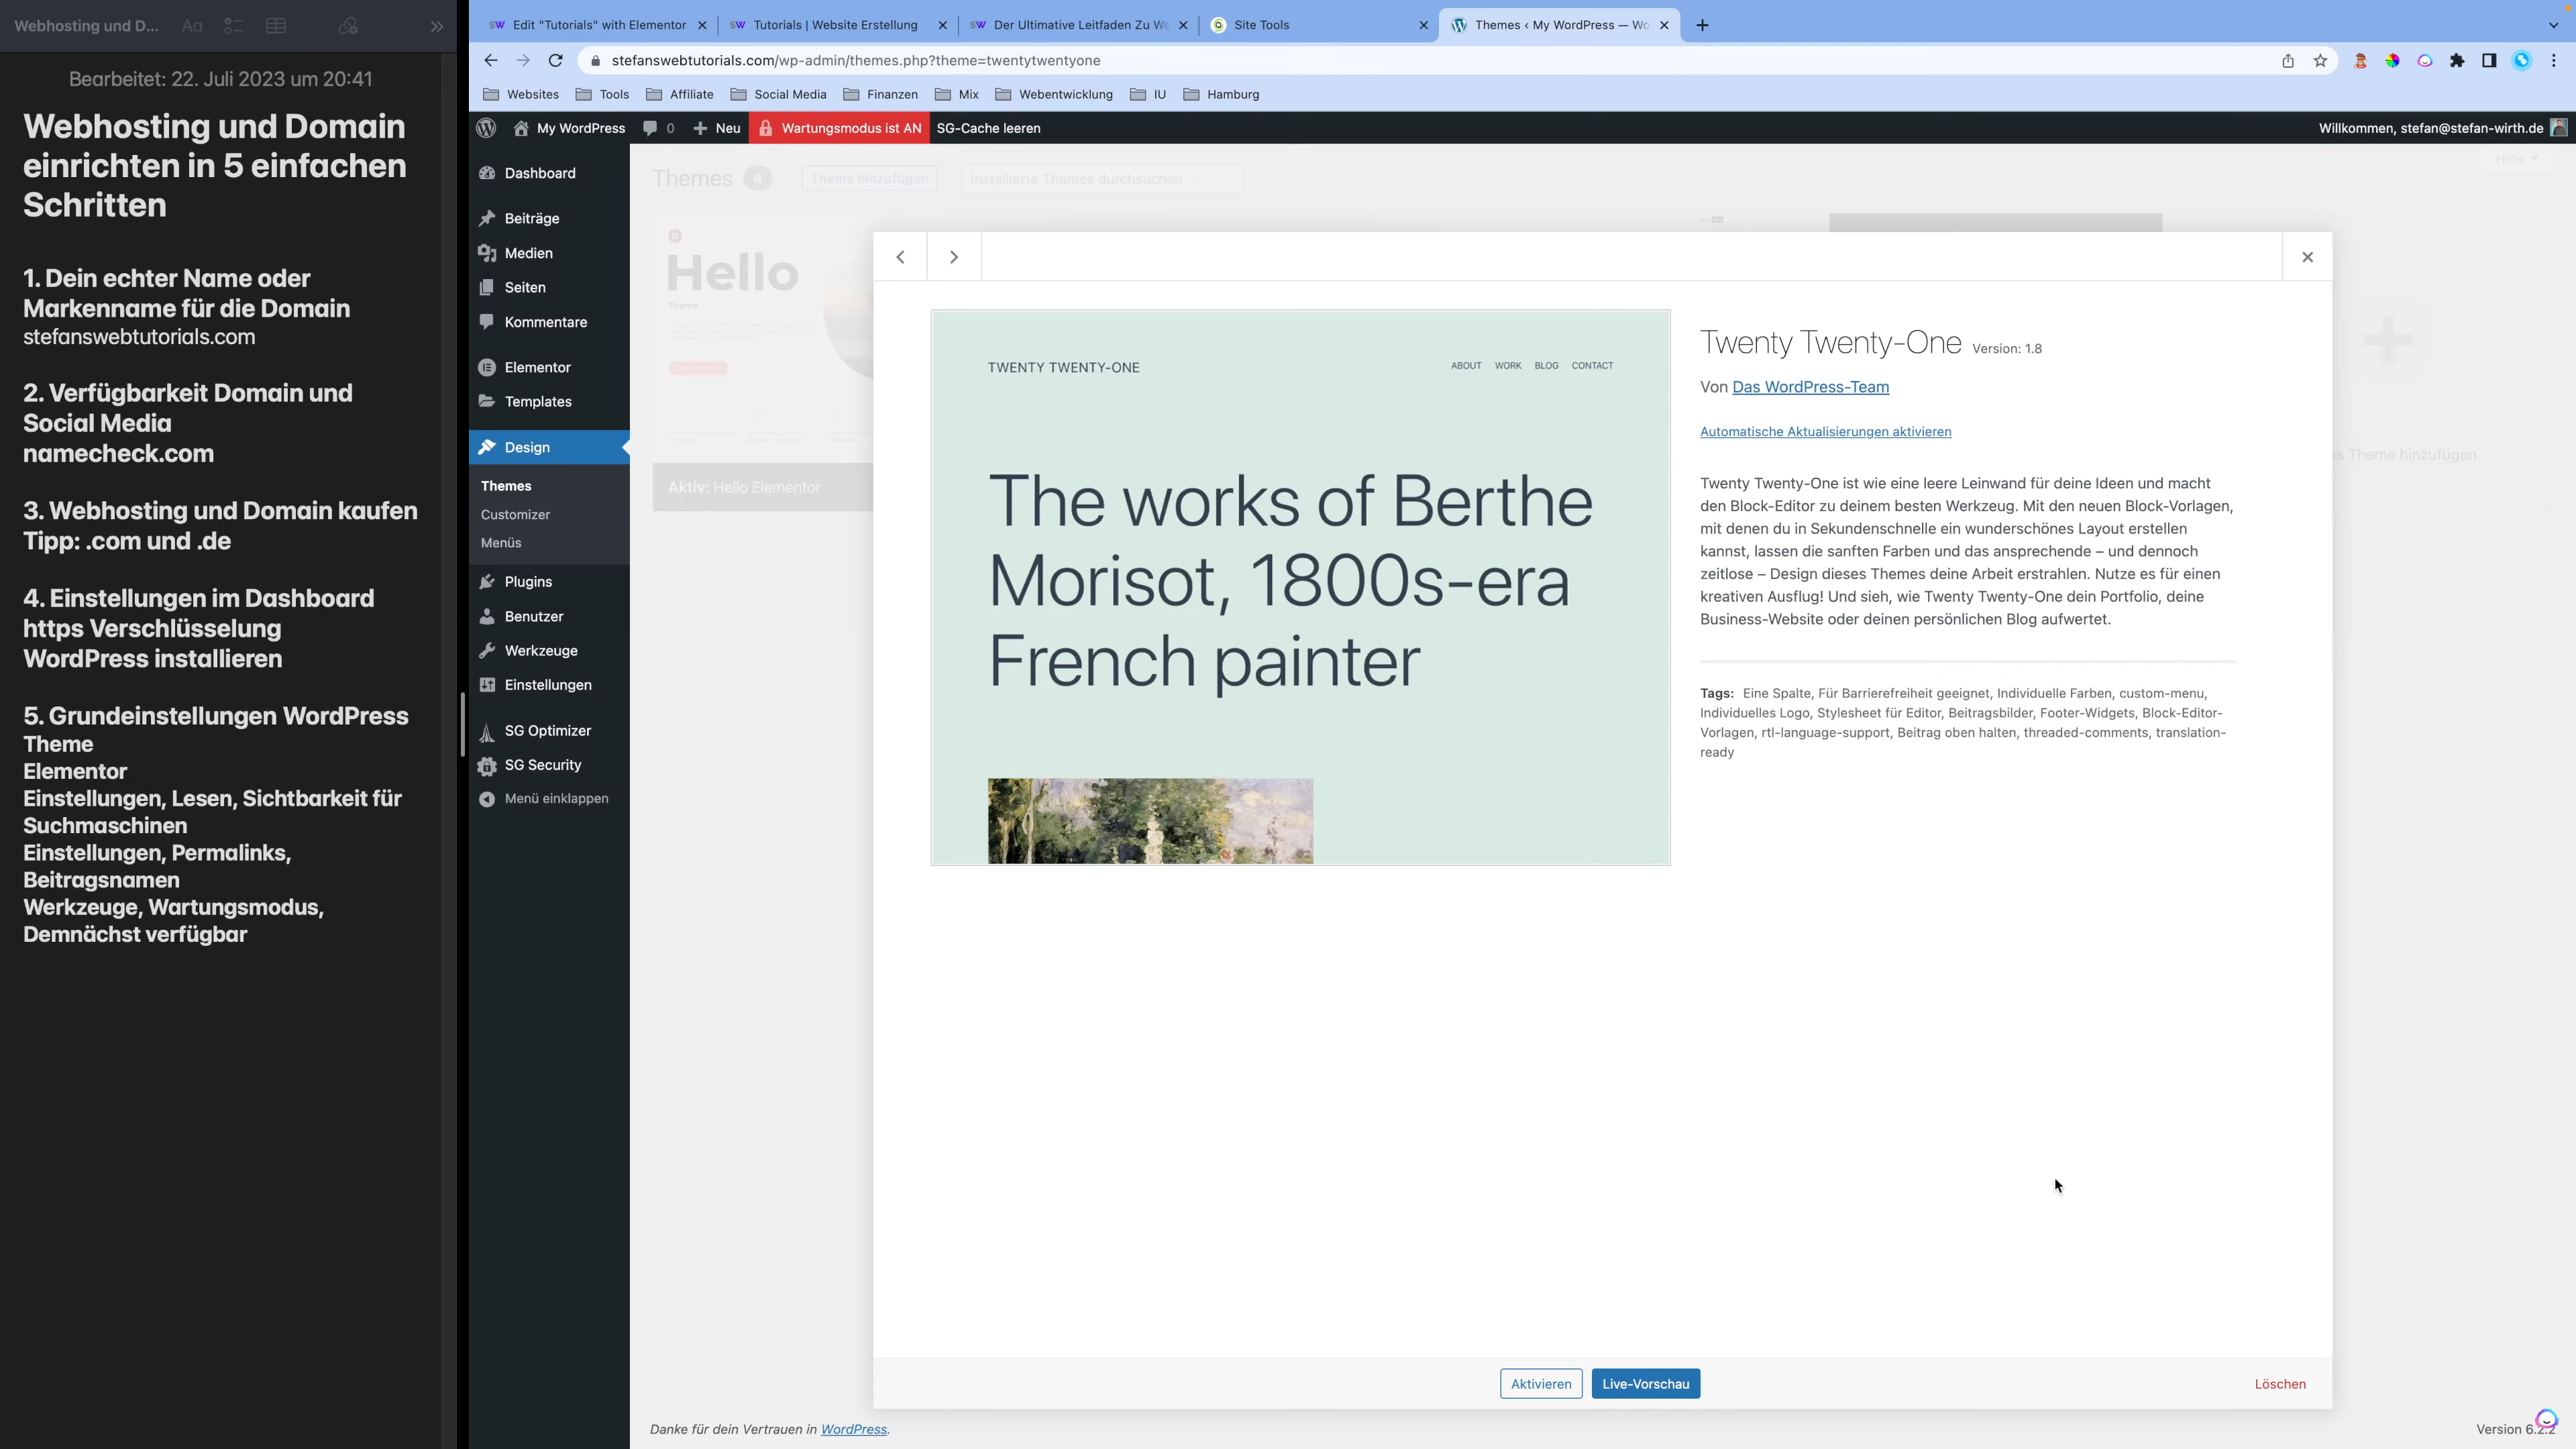 Webhosting und D...
Aa
Bearbeitet: 22. Juli 2023 um 20:41
Webhosting und Domain
einrichten in 5 einfachen
Schritten
1. Dein echter Name oder
Markenname für die Domain
stefanswebtutorials.com
2. Verfügbarkeit Domain und
Social Media
namecheck.com
3. Webhosting und Domain kaufen
Tipp: .com und .de
4. Einstellungen im Dashboard
https Verschlüsselung
WordPress installieren
5. Grundeinstellungen WordPress
Theme
Elementor
Einstellungen, Lesen, Sichtbarkeit für
Suchmaschinen
Einstellungen, Permalinks,
Beitragsnamen
Werkzeuge, Wartungsmodus,
Demnächst verfügbar
Edit "Tutorials" with Elementor
Tutorials | Website Erstellung
Der Ultimative Leitfaden Zu We
Site Tools
Themes ‹ My WordPress — Wo
stefanswebtutorials.com/wp-admin/themes.php?theme=twentytwentyone
Websites
Tools
Affiliate
Social Media
Finanzen
Mix
Webentwicklung
IU
Hamburg
My WordPress
0
Neu
Wartungsmodus ist AN
SG-Cache leeren
Willkommen, stefan@stefan-wirth.de
Dashboard
Beiträge
Medien
Seiten
Kommentare
Elementor
Templates
Design
Themes
Customizer
Menüs
Plugins
Benutzer
Werkzeuge
Einstellungen
SG Optimizer
SG Security
Menü einklappen
Themes 4
Theme hinzufügen
Installierte Themes durchsuchen ...
Hilfe
Hello
Theme
Aktiv: Hello Elementor
Theme hinzufügen
TWENTY TWENTY-ONE
ABOUT WORK BLOG CONTACT
The works of Berthe
Morisot, 1800s-era
French painter
Twenty Twenty-One Version: 1.8
Von Das WordPress-Team
Automatische Aktualisierungen aktivieren
Twenty Twenty-One ist wie eine leere Leinwand für deine Ideen und macht
den Block-Editor zu deinem besten Werkzeug. Mit den neuen Block-Vorlagen,
mit denen du in Sekundenschnelle ein wunderschönes Layout erstellen
kannst, lassen die sanften Farben und das ansprechende – und dennoch
zeitlose – Design dieses Themes deine Arbeit erstrahlen. Nutze es für einen
kreativen Ausflug! Und sieh, wie Twenty Twenty-One dein Portfolio, deine
Business-Website oder deinen persönlichen Blog aufwertet.
Tags: Eine Spalte, Für Barrierefreiheit geeignet, Individuelle Farben, custom-menu,
Individuelles Logo, Stylesheet für Editor, Beitragsbilder, Footer-Widgets, Block-Editor-
Vorlagen, rtl-language-support, Beitrag oben halten, threaded-comments, translation-
ready
Aktivieren
Live-Vorschau
Löschen
Danke für dein Vertrauen in WordPress.
Version 6.2.2